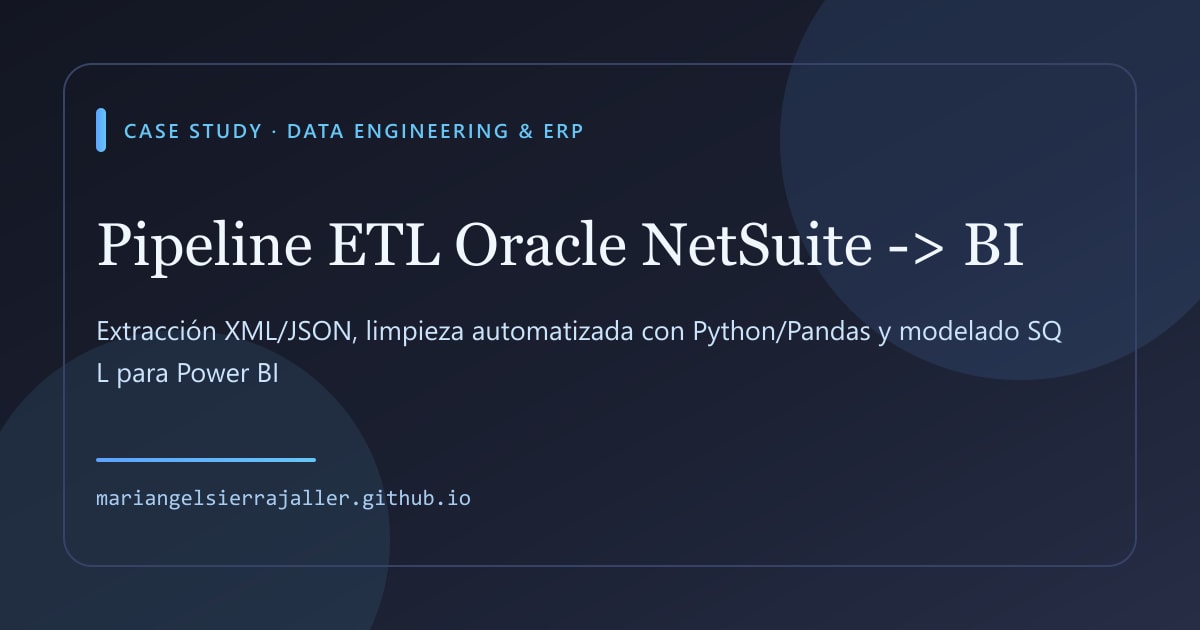 CASE STUDY · DATA ENGINEERING & ERP
Pipeline ETL Oracle NetSuite -> BI
Extracción XML/JSON, limpieza automatizada con Python/Pandas y modelado SQ
L para Power BI
mariangelsierrajaller.github.io